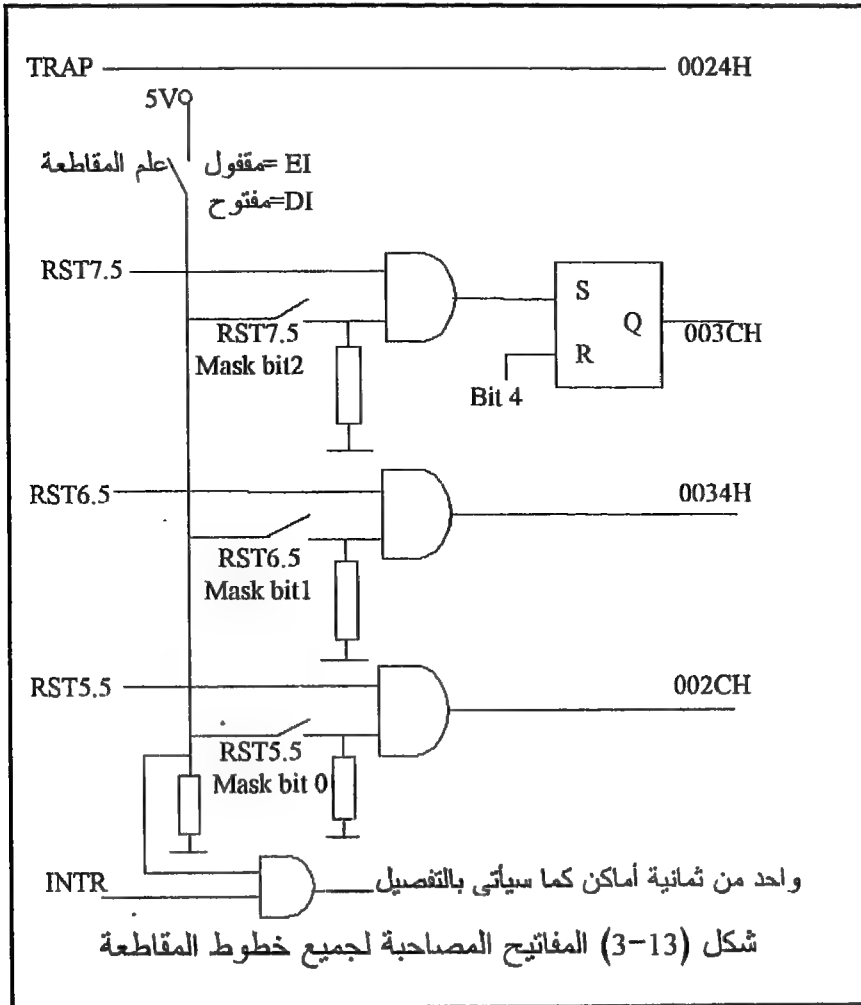 TRAP 0024H
5V
علم المقاطعة مقفول= EI
مفتوح=DI
RST7.5
S
Q
003CH
R
RST7.5
Mask bit2
Bit 4
RST6.5 0034H
RST6.5
Mask bit1
RST5.5 002CH
RST5.5
Mask bit 0
INTR واحد من ثمانية أماكن كما سيأتى بالتفصيل
شكل (13-3) المفاتيح المصاحبة لجميع خطوط المقاطعة